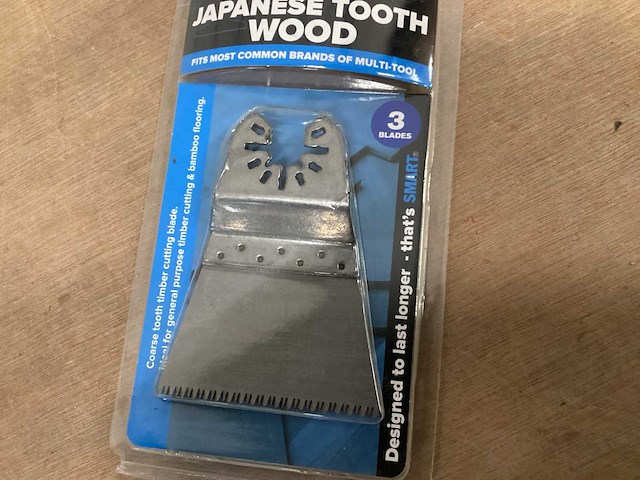 JAPANESE TOOTH
WOOD
FITS MOST COMMON BRANDS OF MULTI-TOOL
3
BLADES
Coarse tooth timber cutting blade.
Ideal for general purpose timber cutting & bamboo flooring.
Designed to last longer - that's SMART®